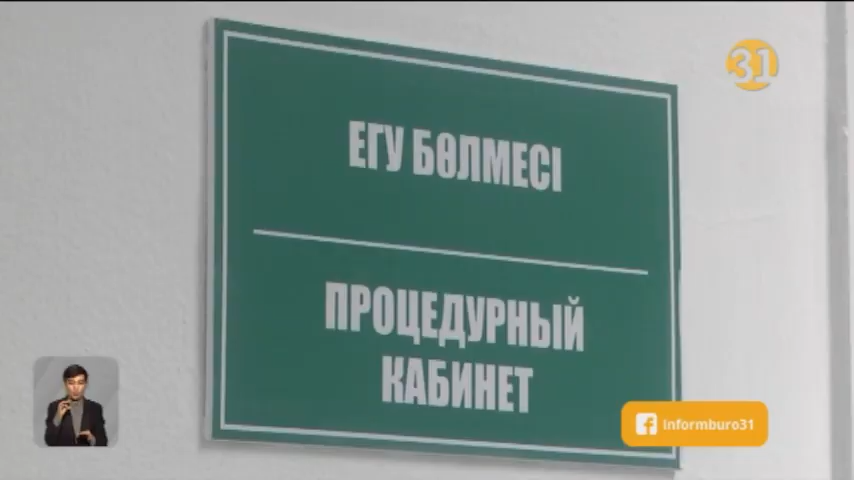 31
ЕГУ БӨЛМЕСІ
ПРОЦЕДУРНЫЙ
КАБИНЕТ
Informburo31